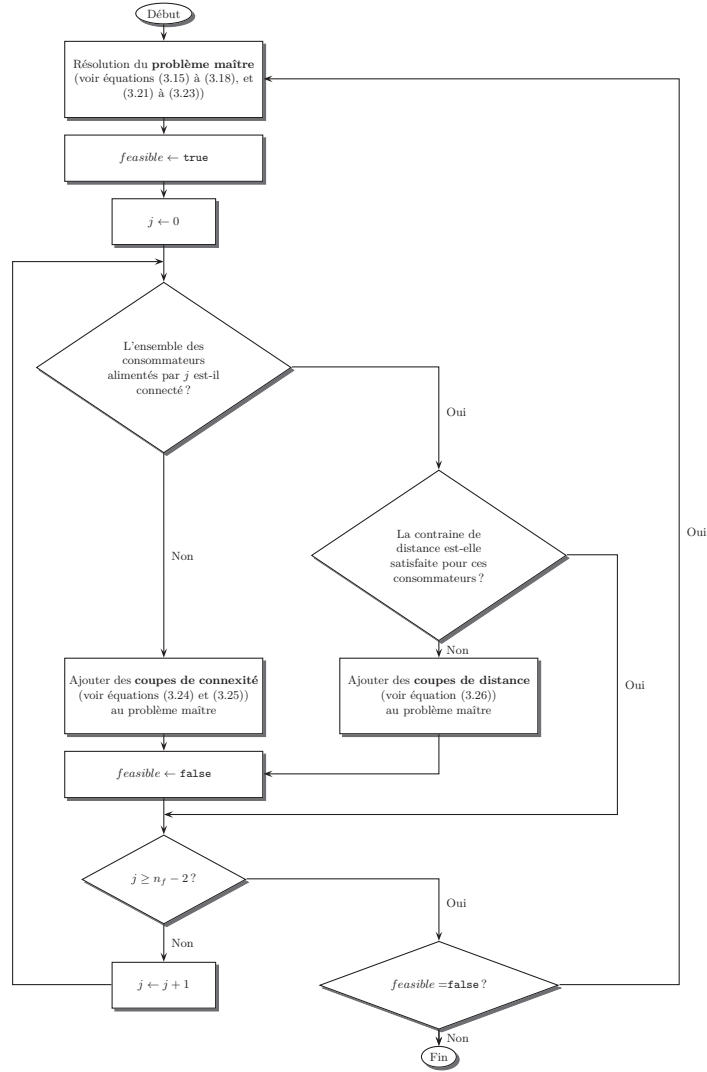 Début
Résolution du problème maître
(voir équations (3.15) à (3.18), et
(3.21) à (3.23))
feasible ← true
j ← 0
L'ensemble des
consommateurs
alimentés par j est-il
connecté ?
Oui
La contraine de
distance est-elle
satisfaite pour ces
consommateurs ?
Oui
Non
Non
Ajouter des coupes de connexité
(voir équations (3.24) et (3.25))
au problème maître
Ajouter des coupes de distance
(voir équation (3.26))
au problème maître
Oui
feasible ← false
j ≥ n_f − 2 ?
Oui
Non
j ← j + 1
feasible =false ?
Non
Fin